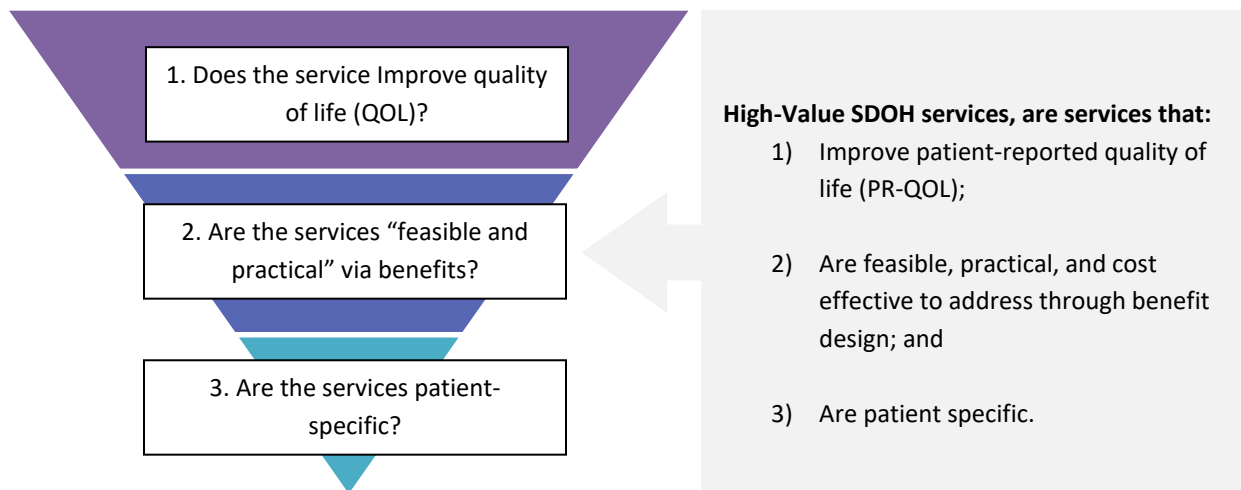 1. Does the service Improve quality
of life (QOL)?
2. Are the services “feasible and
practical” via benefits?
3. Are the services patient-
specific?
High-Value SDOH services, are services that:
1) Improve patient-reported quality of
life (PR-QOL);
2) Are feasible, practical, and cost
effective to address through benefit
design; and
3) Are patient specific.